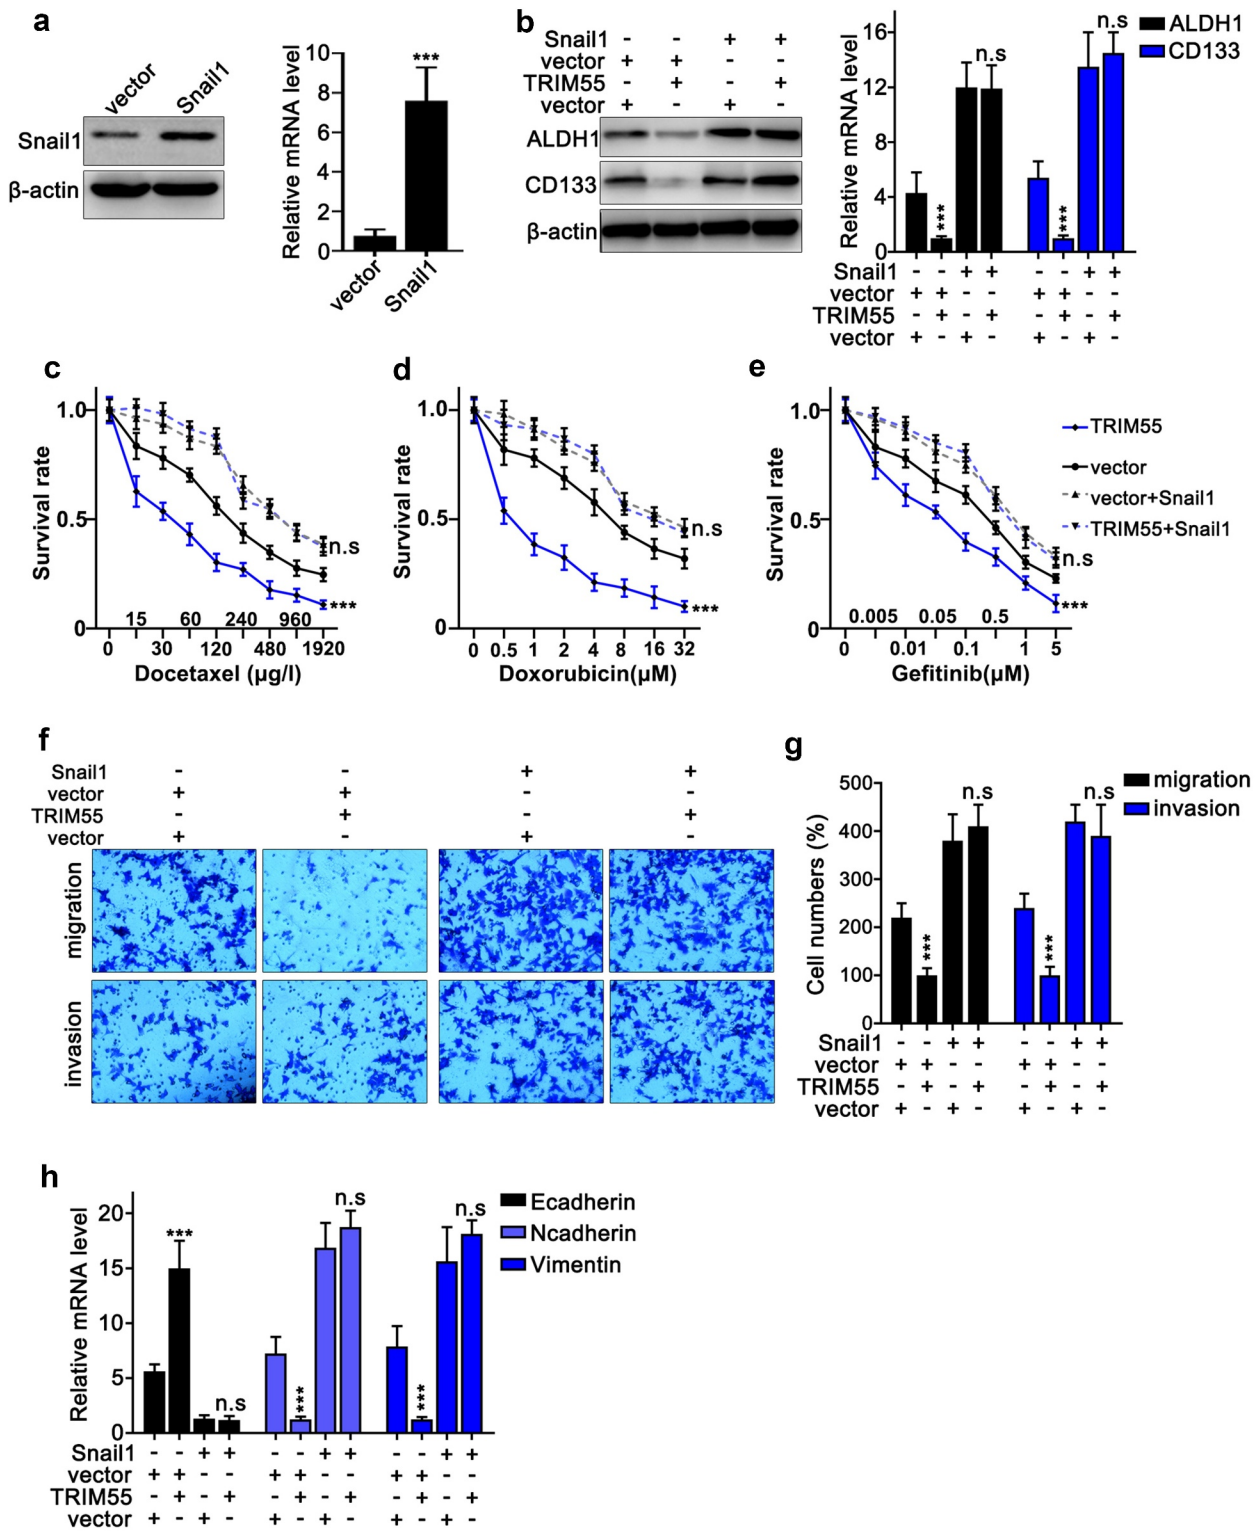 a
vector
Snail1
Snail1
β-actin
Relative mRNA level
10
8
6
4
2
0
***
vector
Snail1
b
Snail1 - - + +
vector + + - -
TRIM55 - + - +
vector + - + -
ALDH1
CD133
β-actin
Relative mRNA level
16
12
8
4
0
***
n.s
***
n.s
ALDH1
CD133
Snail1 - - + + - - + +
vector + + - - + + - -
TRIM55 - + - + - + - +
vector + - + - + - + -
c
Survival rate
1.0
0.5
0
n.s
***
15 60 240 960
0 30 120 480 1920
Docetaxel (μg/l)
d
Survival rate
1.0
0.5
0
n.s
***
0 0.5 1 2 4 8 16 32
Doxorubicin(μM)
e
Survival rate
1.0
0.5
0
n.s
***
0.005 0.05 0.5
0 0.01 0.1 1 5
Gefitinib(μM)
TRIM55
vector
vector+Snail1
TRIM55+Snail1
f
Snail1 - - + +
vector + + - -
TRIM55 - + - +
vector + - + -
migration
invasion
g
Cell numbers (%)
500
400
300
200
100
0
***
n.s
***
n.s
migration
invasion
Snail1 - - + + - - + +
vector + + - - + + - -
TRIM55 - + - + - + - +
vector + - + - + - + -
h
Relative mRNA level
20
15
10
5
0
***
n.s
***
n.s
***
n.s
Ecadherin
Ncadherin
Vimentin
Snail1 - - + + - - + + - - + +
vector + + - - + + - - + + - -
TRIM55 - + - + - + - + - + - +
vector + - + - + - + - + - + -